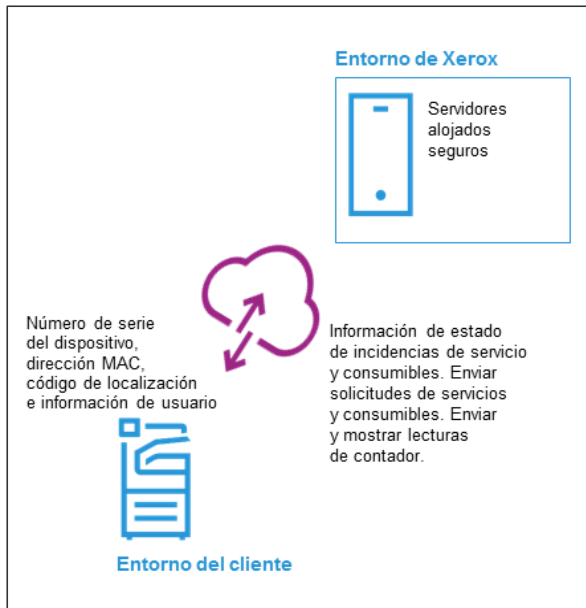 Entorno de Xerox
Servidores
alojados
seguros
Número de serie
del dispositivo,
dirección MAC,
código de localización
e información de usuario
Información de estado
de incidencias de servicio
y consumibles. Enviar
solicitudes de servicios
y consumibles. Enviar
y mostrar lecturas
de contador.
Entorno del cliente